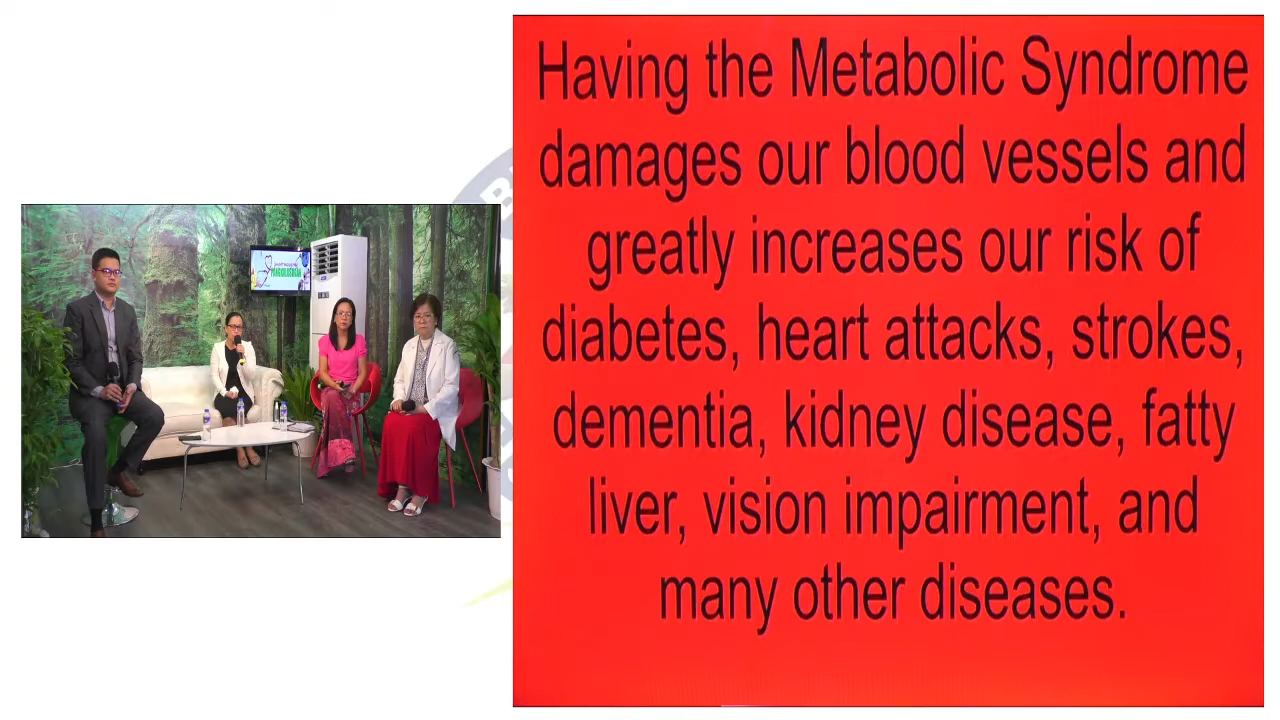 Having the Metabolic Syndrome
damages our blood vessels and
greatly increases our risk of
diabetes, heart attacks, strokes,
dementia, kidney disease, fatty
liver, vision impairment, and
many other diseases.